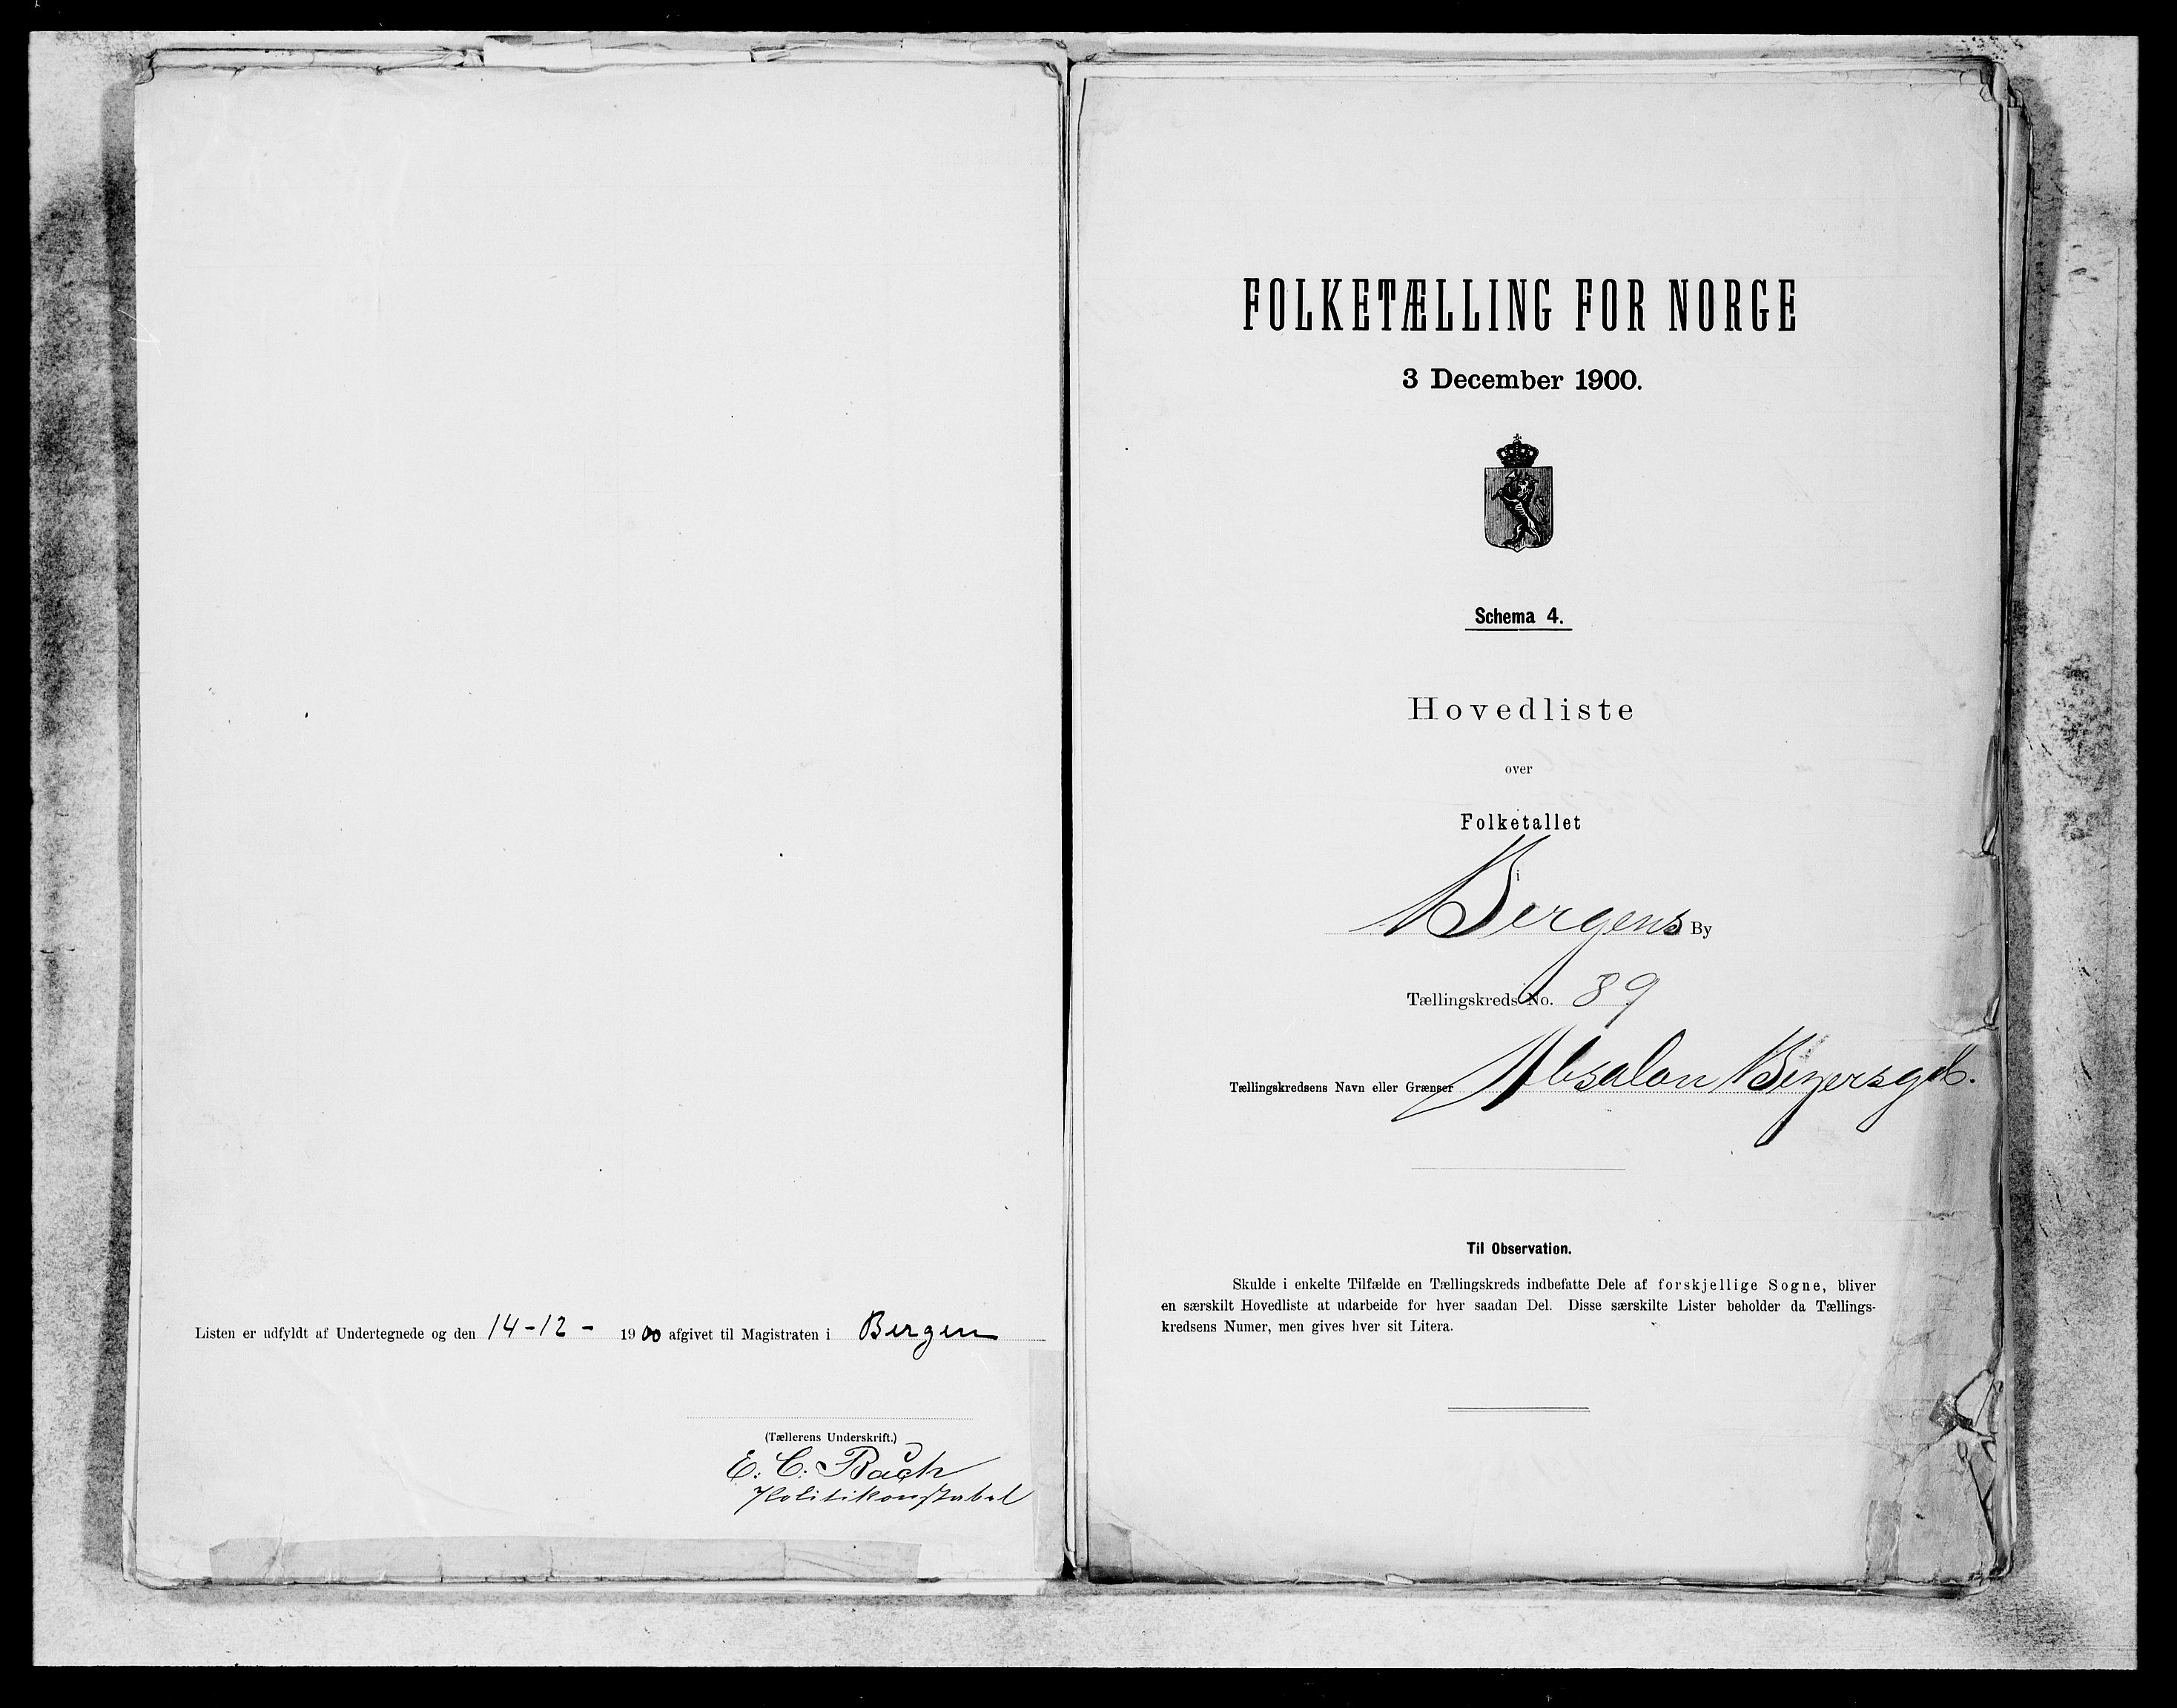 Listen er udfyldt af Undertegnede og den 14-12- 1900 afgivet til Magistraten i Bergen
(Tællerens Underskrift.)
E. C. Bach
Politikonstabel
FOLKETÆLLING FOR NORGE
3 December 1900.
Schema 4.
Hovedliste
over
Folketallet
i
Bergens By
Tællingskreds No. 89
Tællingskredsens Navn eller Grænser Absalon Beyersgd.
Til Observation.
Skulde i enkelte Tilfælde en Tællingskreds indbefatte Dele af forskjellige Sogne, bliver
en særskilt Hovedliste at udarbeide for hver saadan Del. Disse særskilte Lister beholder da Tællings-
kredsens Numer, men gives hver sit Litera.